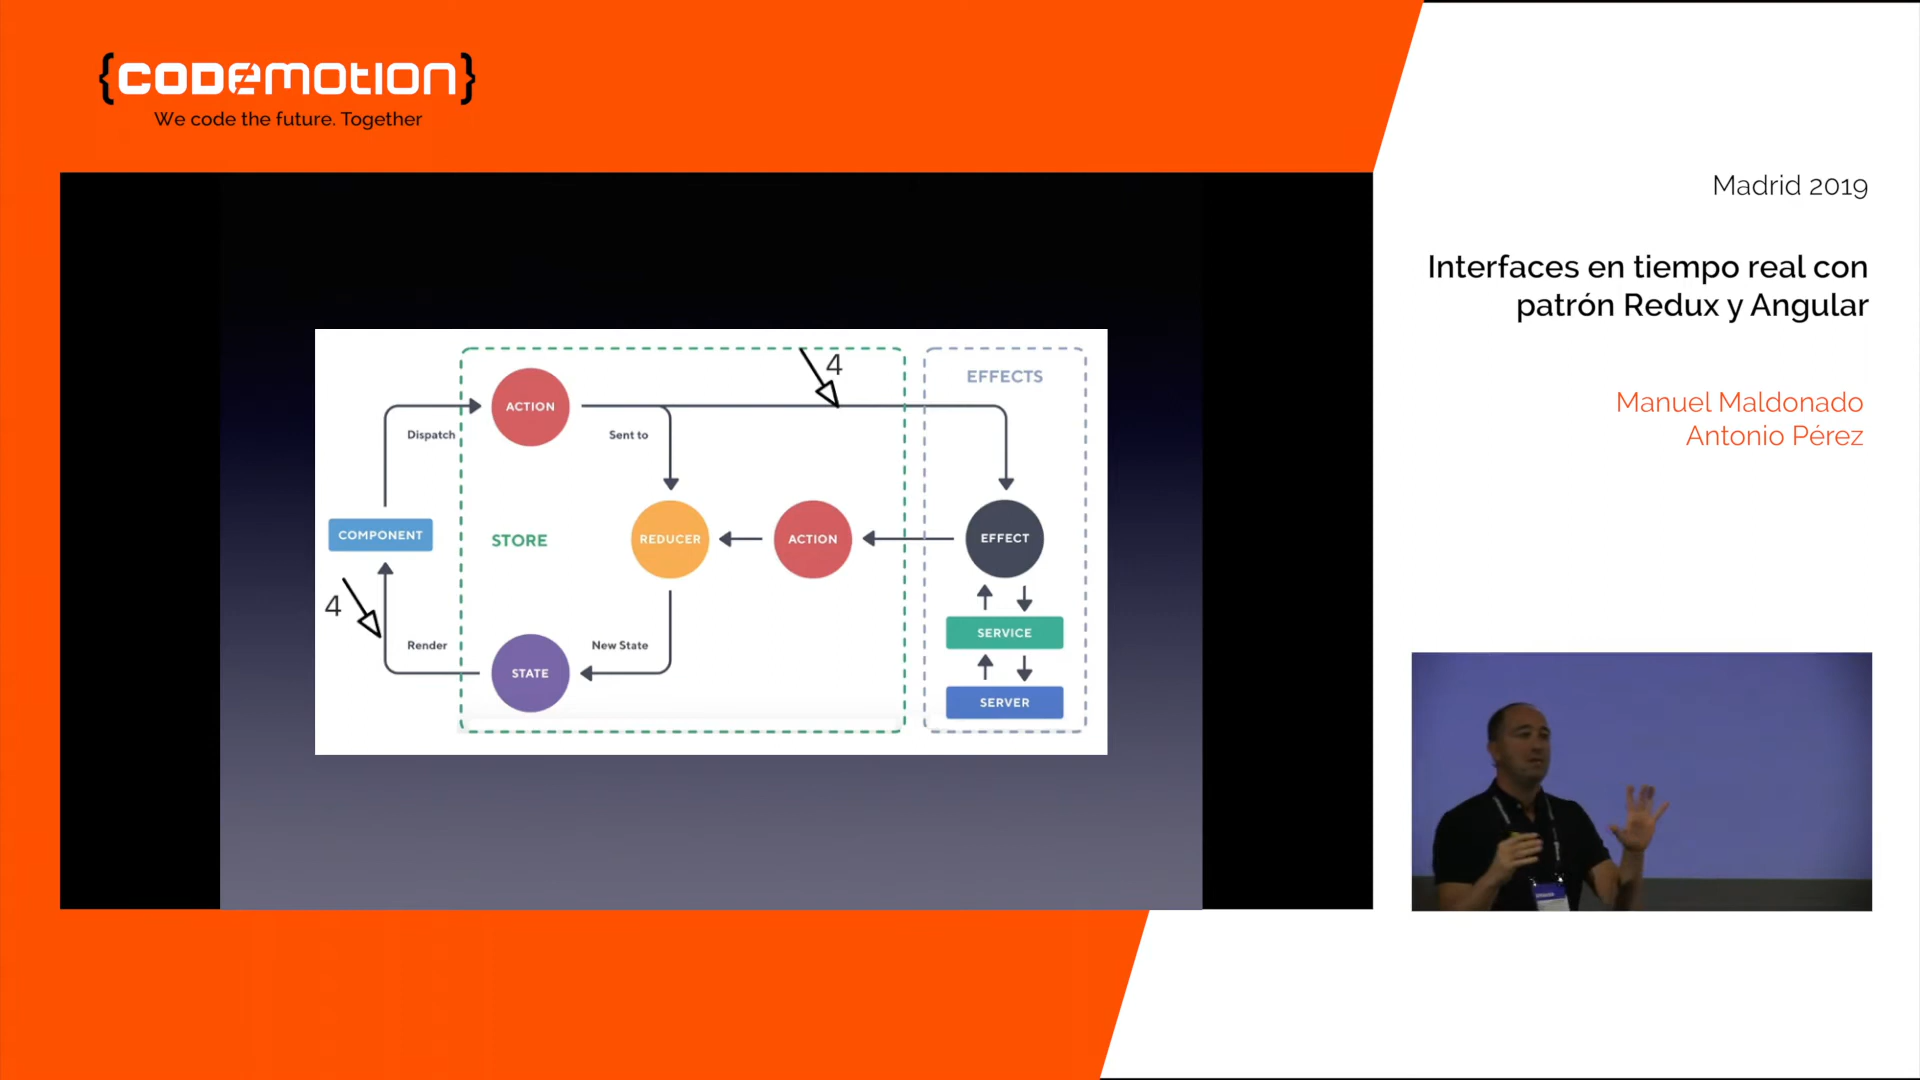 {CODEMOTION}
We code the future. Together
Madrid 2019
Interfaces en tiempo real con
patrón Redux y Angular
Manuel Maldonado
Antonio Pérez
4
EFFECTS
ACTION
Dispatch
Sent to
COMPONENT
STORE
REDUCER
ACTION
EFFECT
4
Render
New State
SERVICE
STATE
SERVER